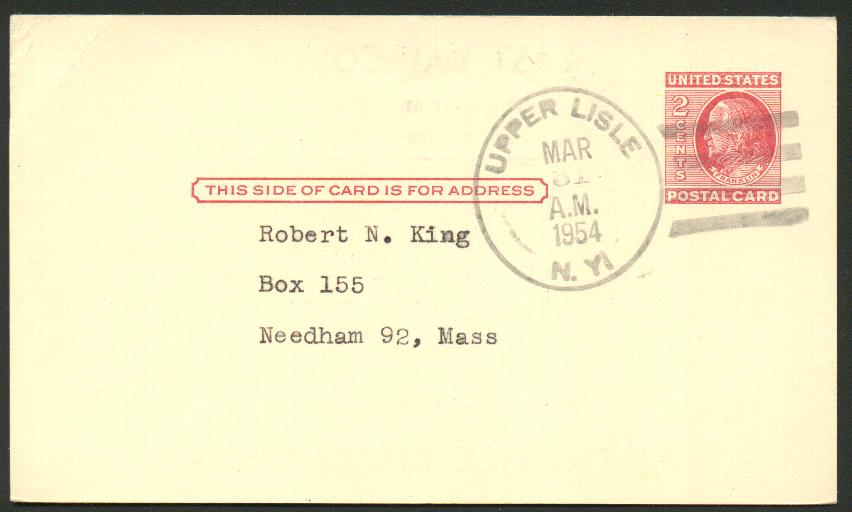 UNITED STATES
2 CENTS
FRANKLIN
POSTAL CARD
UPPER LISLE
MAR
31
A.M.
1954
N. Y.
THIS SIDE OF CARD IS FOR ADDRESS
Robert N. King
Box 155
Needham 92, Mass